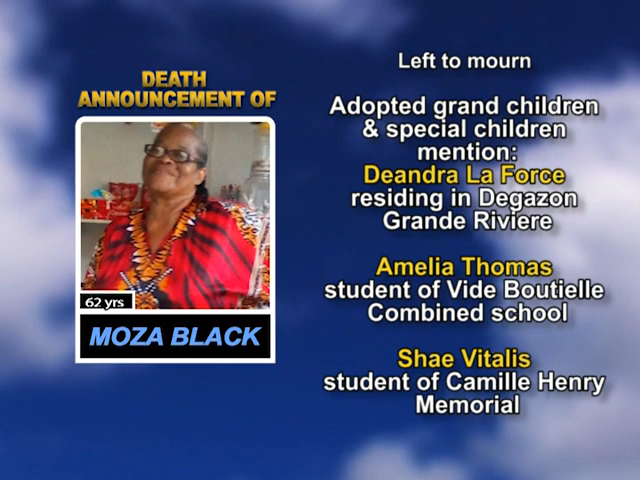 DEATH
ANNOUNCEMENT OF
62 yrs
MOZA BLACK
Left to mourn
Adopted grand children
& special children
mention:
Deandra La Force
residing in Degazon
Grande Riviere
Amelia Thomas
student of Vide Boutielle
Combined school
Shae Vitalis
student of Camille Henry
Memorial